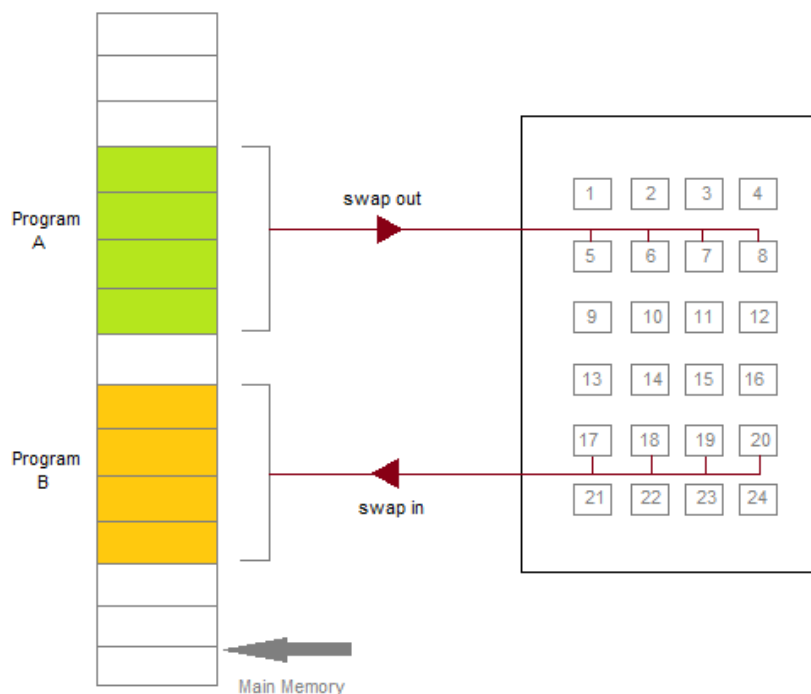 swap out
Program
A
1 2 3 4
5 6 7 8
9 10 11 12
13 14 15 16
Program
B
17 18 19 20
swap in
21 22 23 24
Main Memory